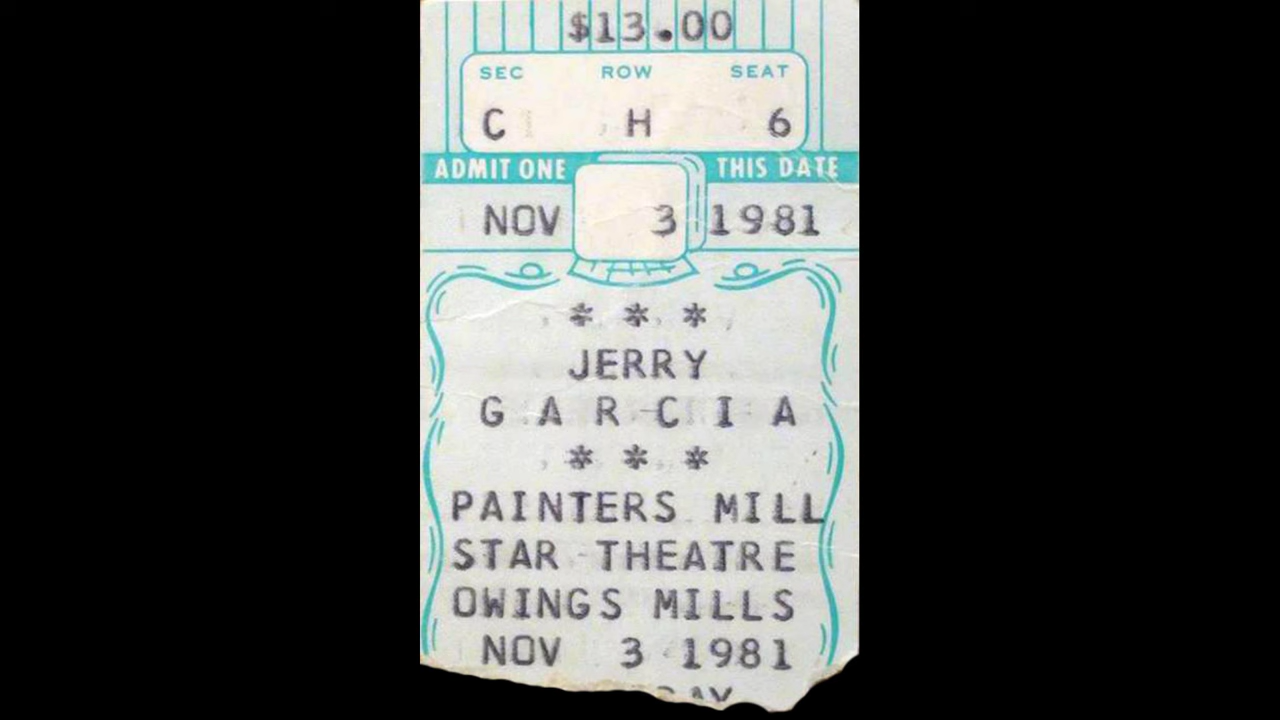 $13.00
SEC ROW SEAT
C H 6
ADMIT ONE THIS DATE
NOV 3 1981
* * *
JERRY
GARCIA
* * *
PAINTERS MILL
STAR THEATRE
OWINGS MILLS
NOV 3 1981